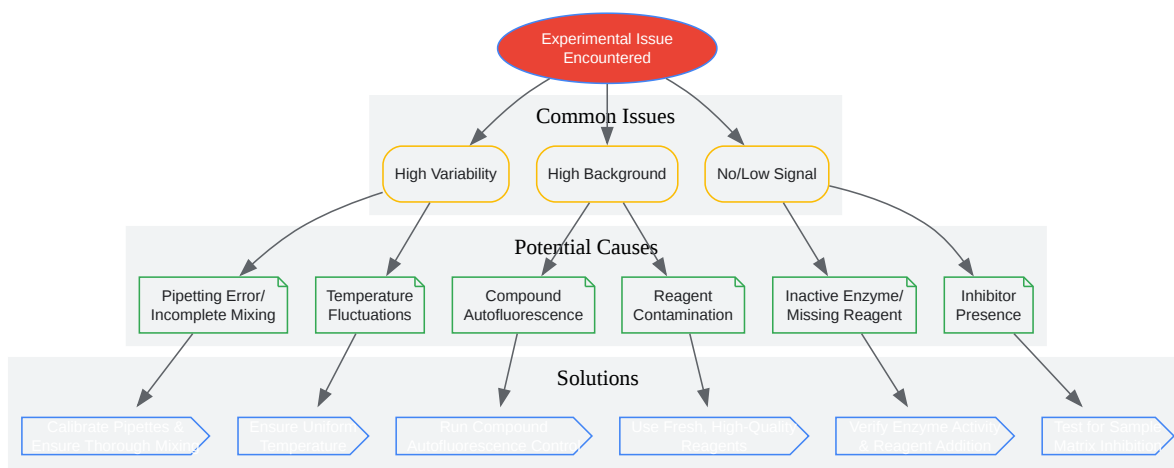 Experimental Issue
Encountered
Common Issues
High Variability
High Background
No/Low Signal
Potential Causes
Pipetting Error/
Incomplete Mixing
Temperature
Fluctuations
Compound
Autofluorescence
Reagent
Contamination
Inactive Enzyme/
Missing Reagent
Inhibitor
Presence
Solutions
Calibrate Pipettes &
Ensure Thorough Mixing
Ensure Uniform
Temperature
Run Compound
Autofluorescence Control
Use Fresh, High-Quality
Reagents
Verify Enzyme Activity
& Reagent Addition
Test for Sample
Matrix Inhibition